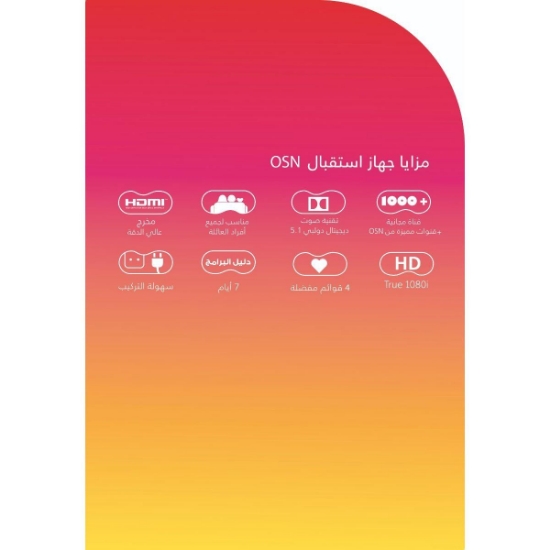 مزايا جهاز استقبال OSN
1000 +
قناة مجانية
+قنوات مميزة من OSN
تقنية صوت
ديجيتال دولبي 5.1
مناسب لجميع
أفراد العائلة
HDMI
مخرج
عالي الدقة
HD
True 1080i
4 قوائم مفضلة
دليل البرامج
7 أيام
سهولة التركيب